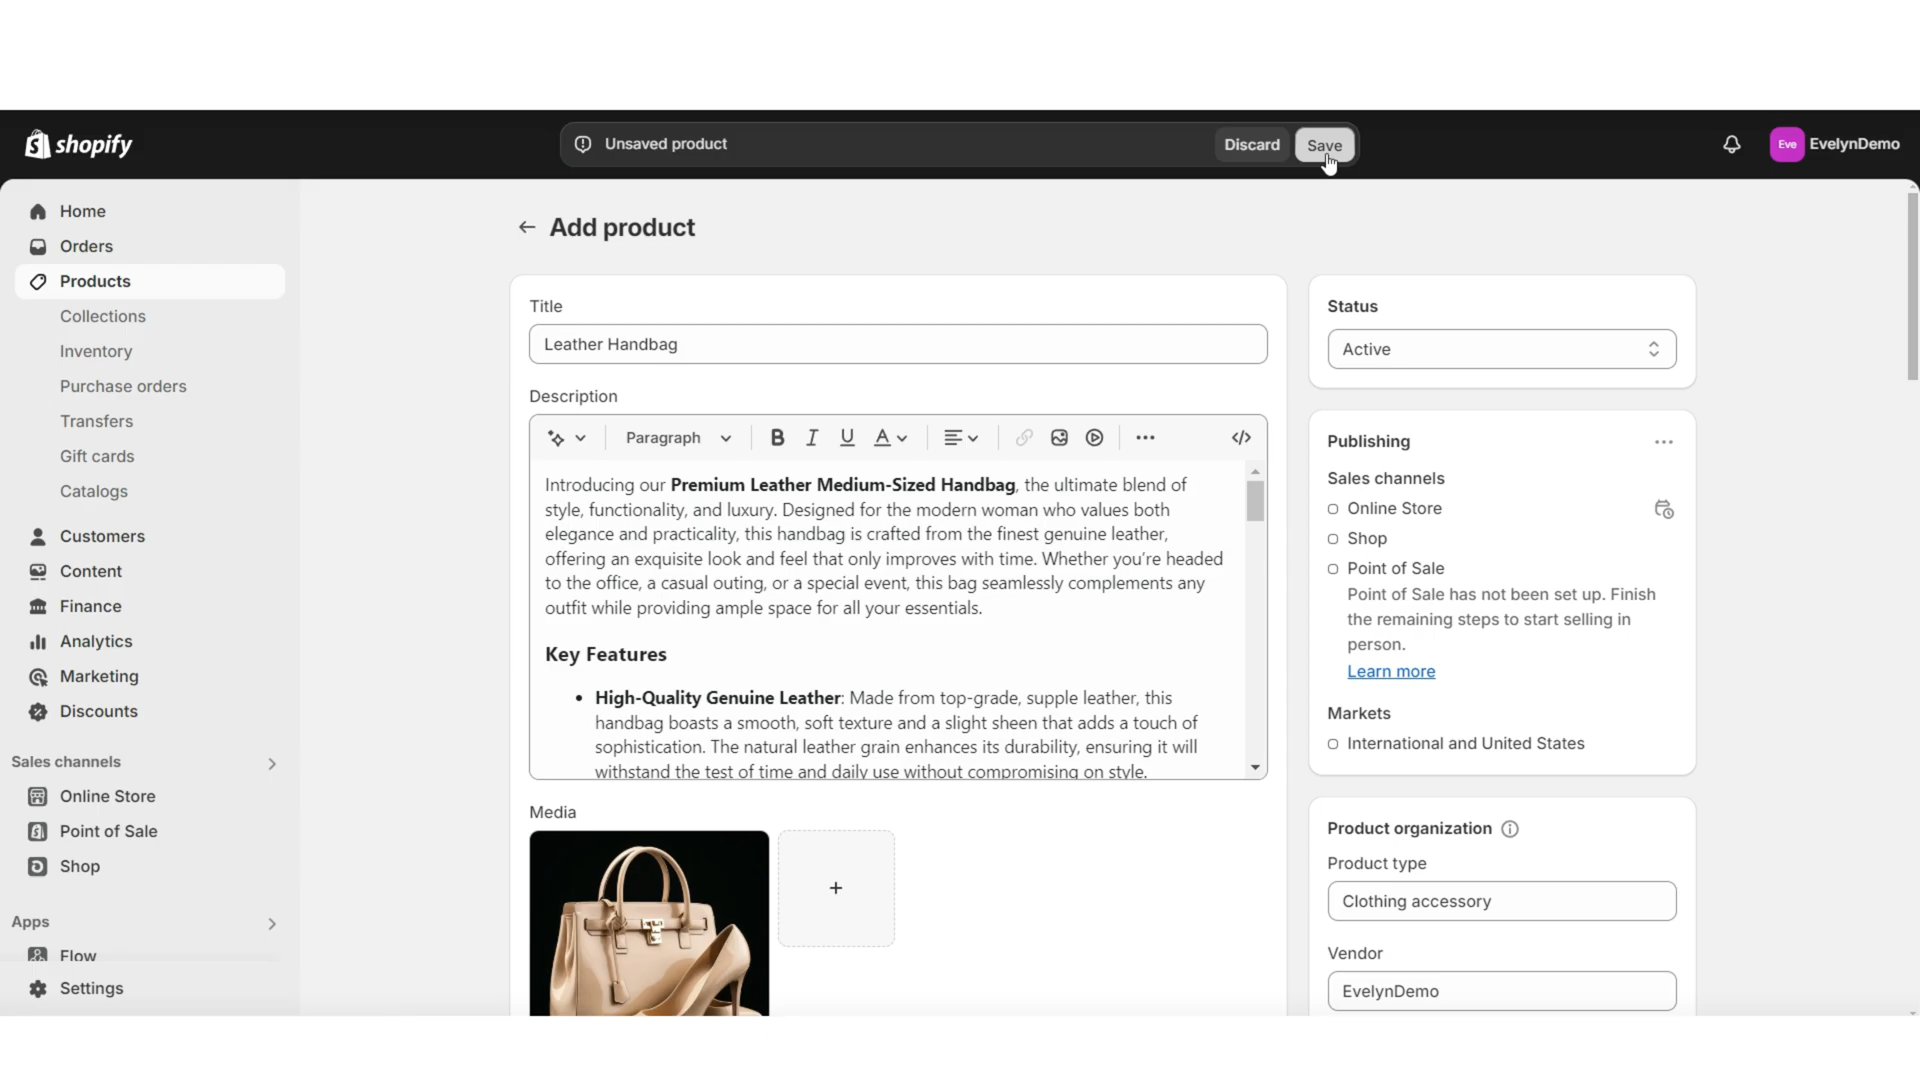 shopify
Unsaved product
Discard
Save
Eve
EvelynDemo
Home
Orders
Products
Collections
Inventory
Purchase orders
Transfers
Gift cards
Catalogs
Customers
Content
Finance
Analytics
Marketing
Discounts
Sales channels
Online Store
Point of Sale
Shop
Apps
Flow
Settings
Add product
Title
Leather Handbag
Description
Paragraph
B I U A
Introducing our Premium Leather Medium-Sized Handbag, the ultimate blend of
style, functionality, and luxury. Designed for the modern woman who values both
elegance and practicality, this handbag is crafted from the finest genuine leather,
offering an exquisite look and feel that only improves with time. Whether you're headed
to the office, a casual outing, or a special event, this bag seamlessly complements any
outfit while providing ample space for all your essentials.
Key Features
• High-Quality Genuine Leather: Made from top-grade, supple leather, this
handbag boasts a smooth, soft texture and a slight sheen that adds a touch of
sophistication. The natural leather grain enhances its durability, ensuring it will
withstand the test of time and daily use without compromising on style.
Media
+
Status
Active
Publishing
Sales channels
Online Store
Shop
Point of Sale
Point of Sale has not been set up. Finish
the remaining steps to start selling in
person.
Learn more
Markets
International and United States
Product organization
Product type
Clothing accessory
Vendor
EvelynDemo